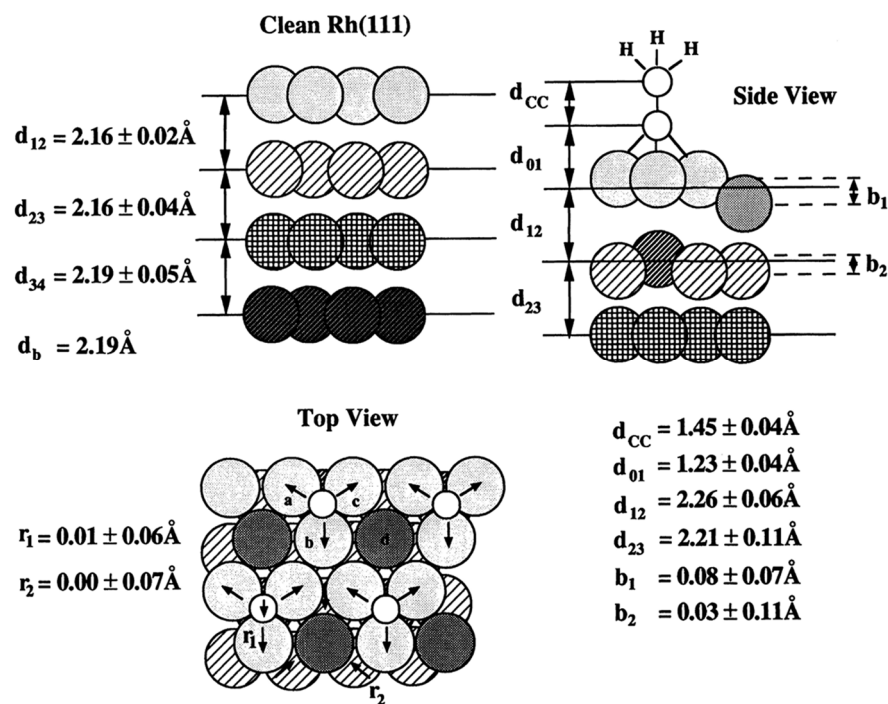 Clean Rh(111)
d12 = 2.16 ± 0.02Å
d23 = 2.16 ± 0.04Å
d34 = 2.19 ± 0.05Å
db = 2.19Å
H H H
Side View
dCC
d01
d12
d23
b1
b2
Top View
a c
b d
r1
r2
r1 = 0.01 ± 0.06Å
r2 = 0.00 ± 0.07Å
dCC = 1.45 ± 0.04Å
d01 = 1.23 ± 0.04Å
d12 = 2.26 ± 0.06Å
d23 = 2.21 ± 0.11Å
b1 = 0.08 ± 0.07Å
b2 = 0.03 ± 0.11Å